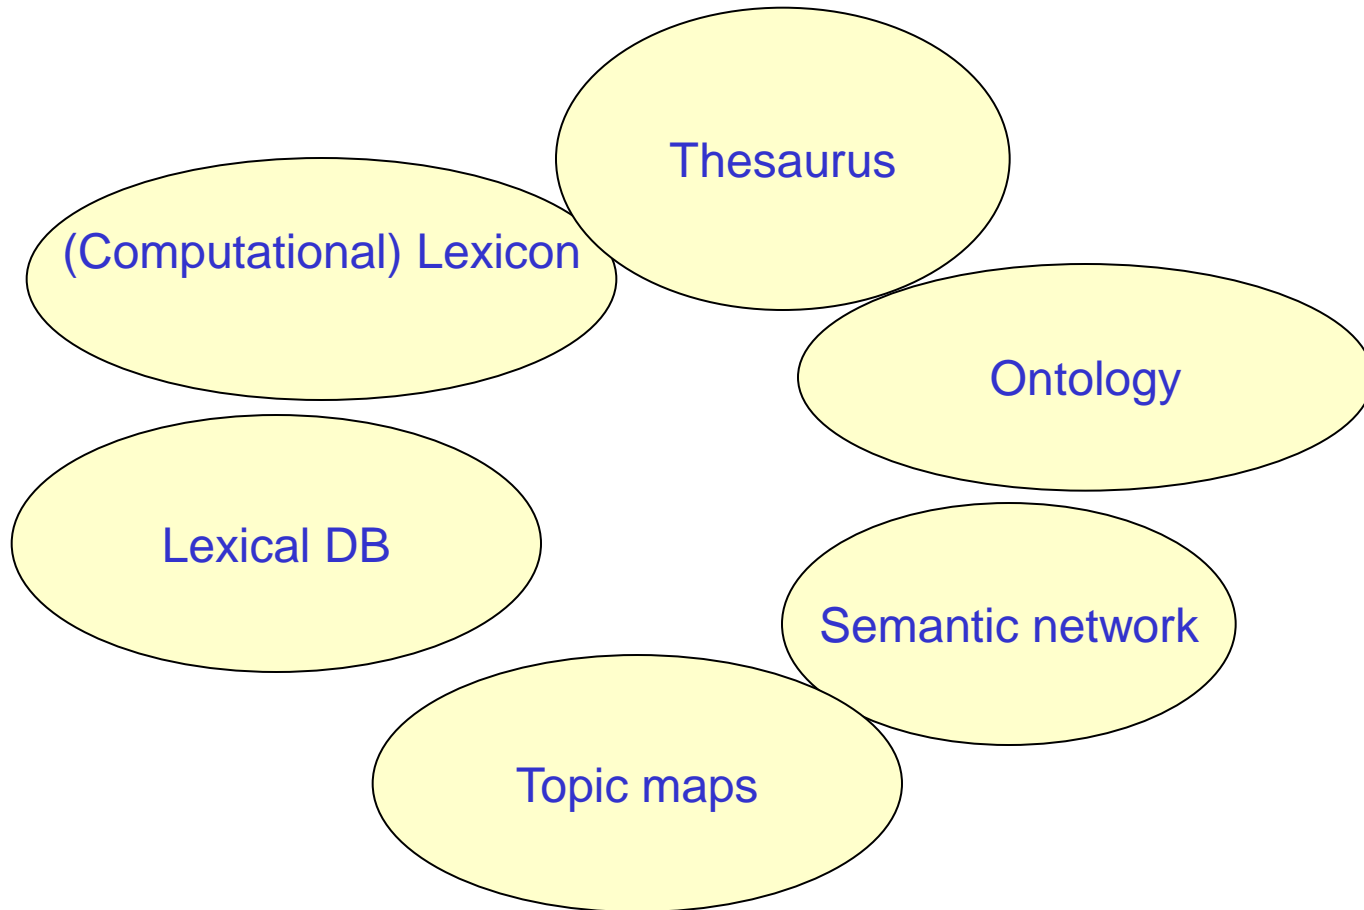 Thesaurus
(Computational) Lexicon
Ontology
Lexical DB
Semantic network
Topic maps